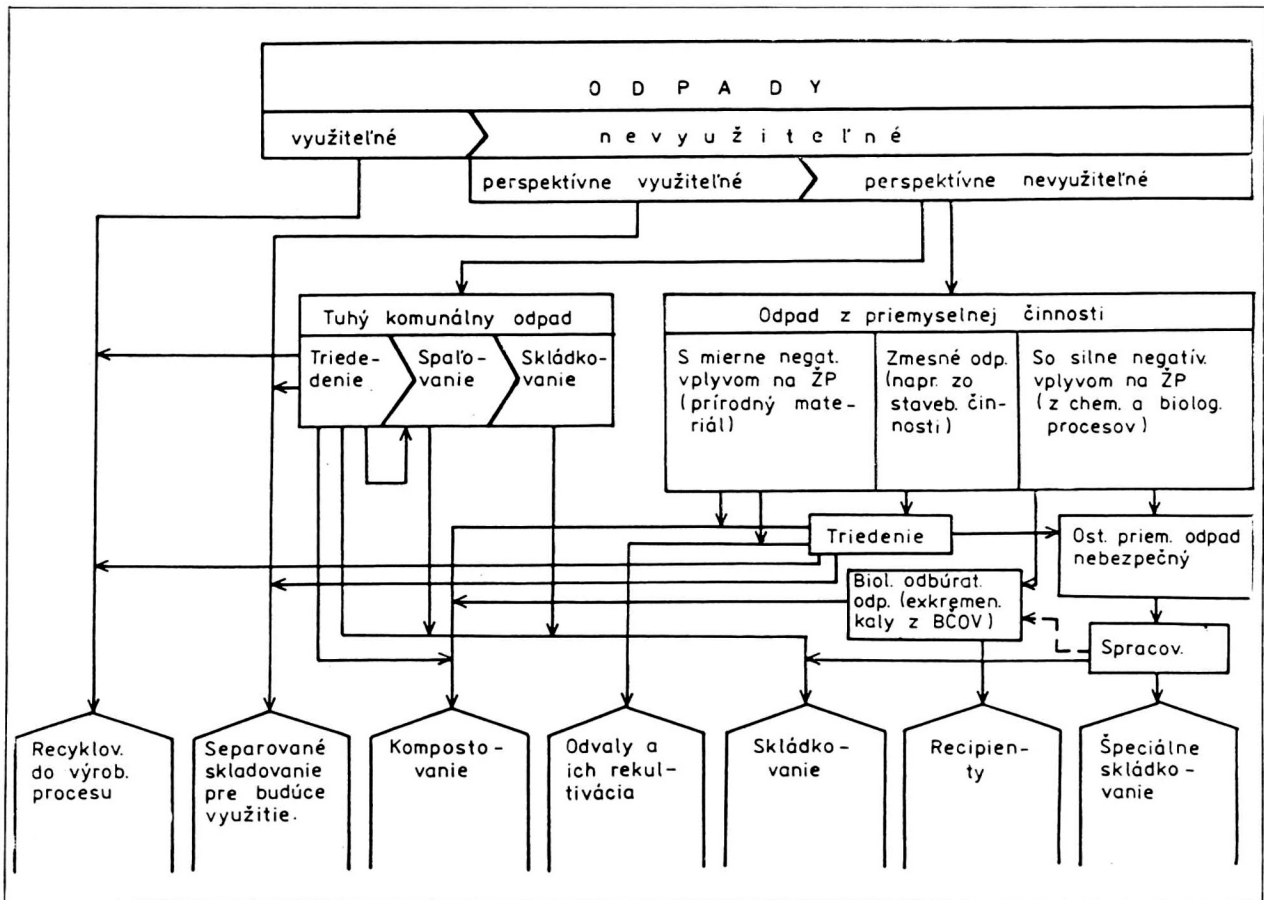 ODPADY
využiteľné
nevyužiteľné
perspektívne využiteľné
perspektívne nevyužiteľné
Tuhý komunálny odpad
Triede-
denie
Spaľo-
vanie
Skládko-
vanie
Odpad z priemyselnej činnosti
S mierne negat.
vplyvom na ŽP
(prírodný mate-
riál)
Zmesné odp.
(napr. zo
staveb. čin-
nosti)
So silne negatív.
vplyvom na ŽP
(z chem. a biolog.
procesov)
Triedenie
Ost. priem. odpad
nebezpečný
Biol. odbúrat.
odp. (exkremen.
kaly z BČOV)
Spracov.
Recyklov.
do výrob.
procesu
Separované
skladovanie
pre budúce
využitie.
Komposto-
vanie
Odvaly a
ich rekul-
tivácia
Skládko-
vanie
Recipien-
ty
Špeciálne
skládko-
vanie